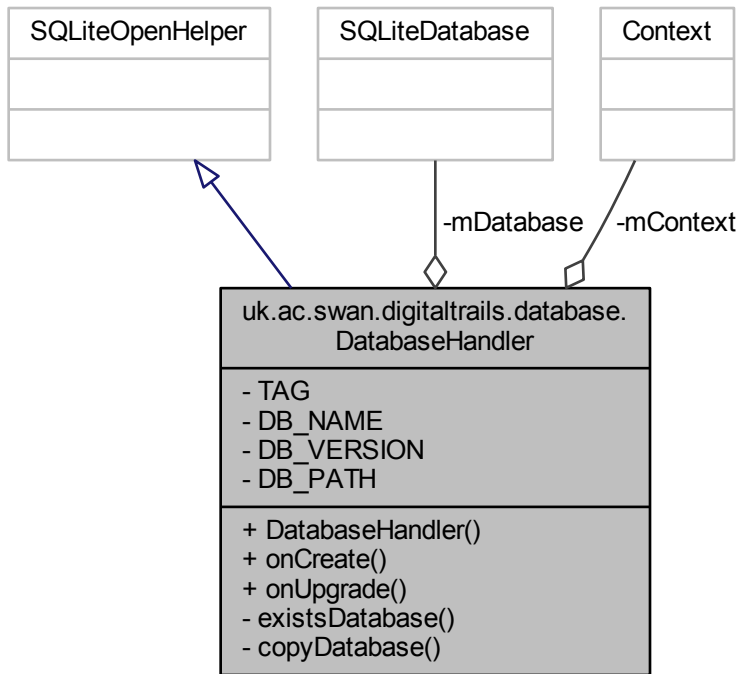 SQLiteOpenHelper
SQLiteDatabase
Context
-mDatabase
-mContext
uk.ac.swan.digitaltrails.database.
DatabaseHandler
- TAG
- DB_NAME
- DB_VERSION
- DB_PATH
+ DatabaseHandler()
+ onCreate()
+ onUpgrade()
- existsDatabase()
- copyDatabase()